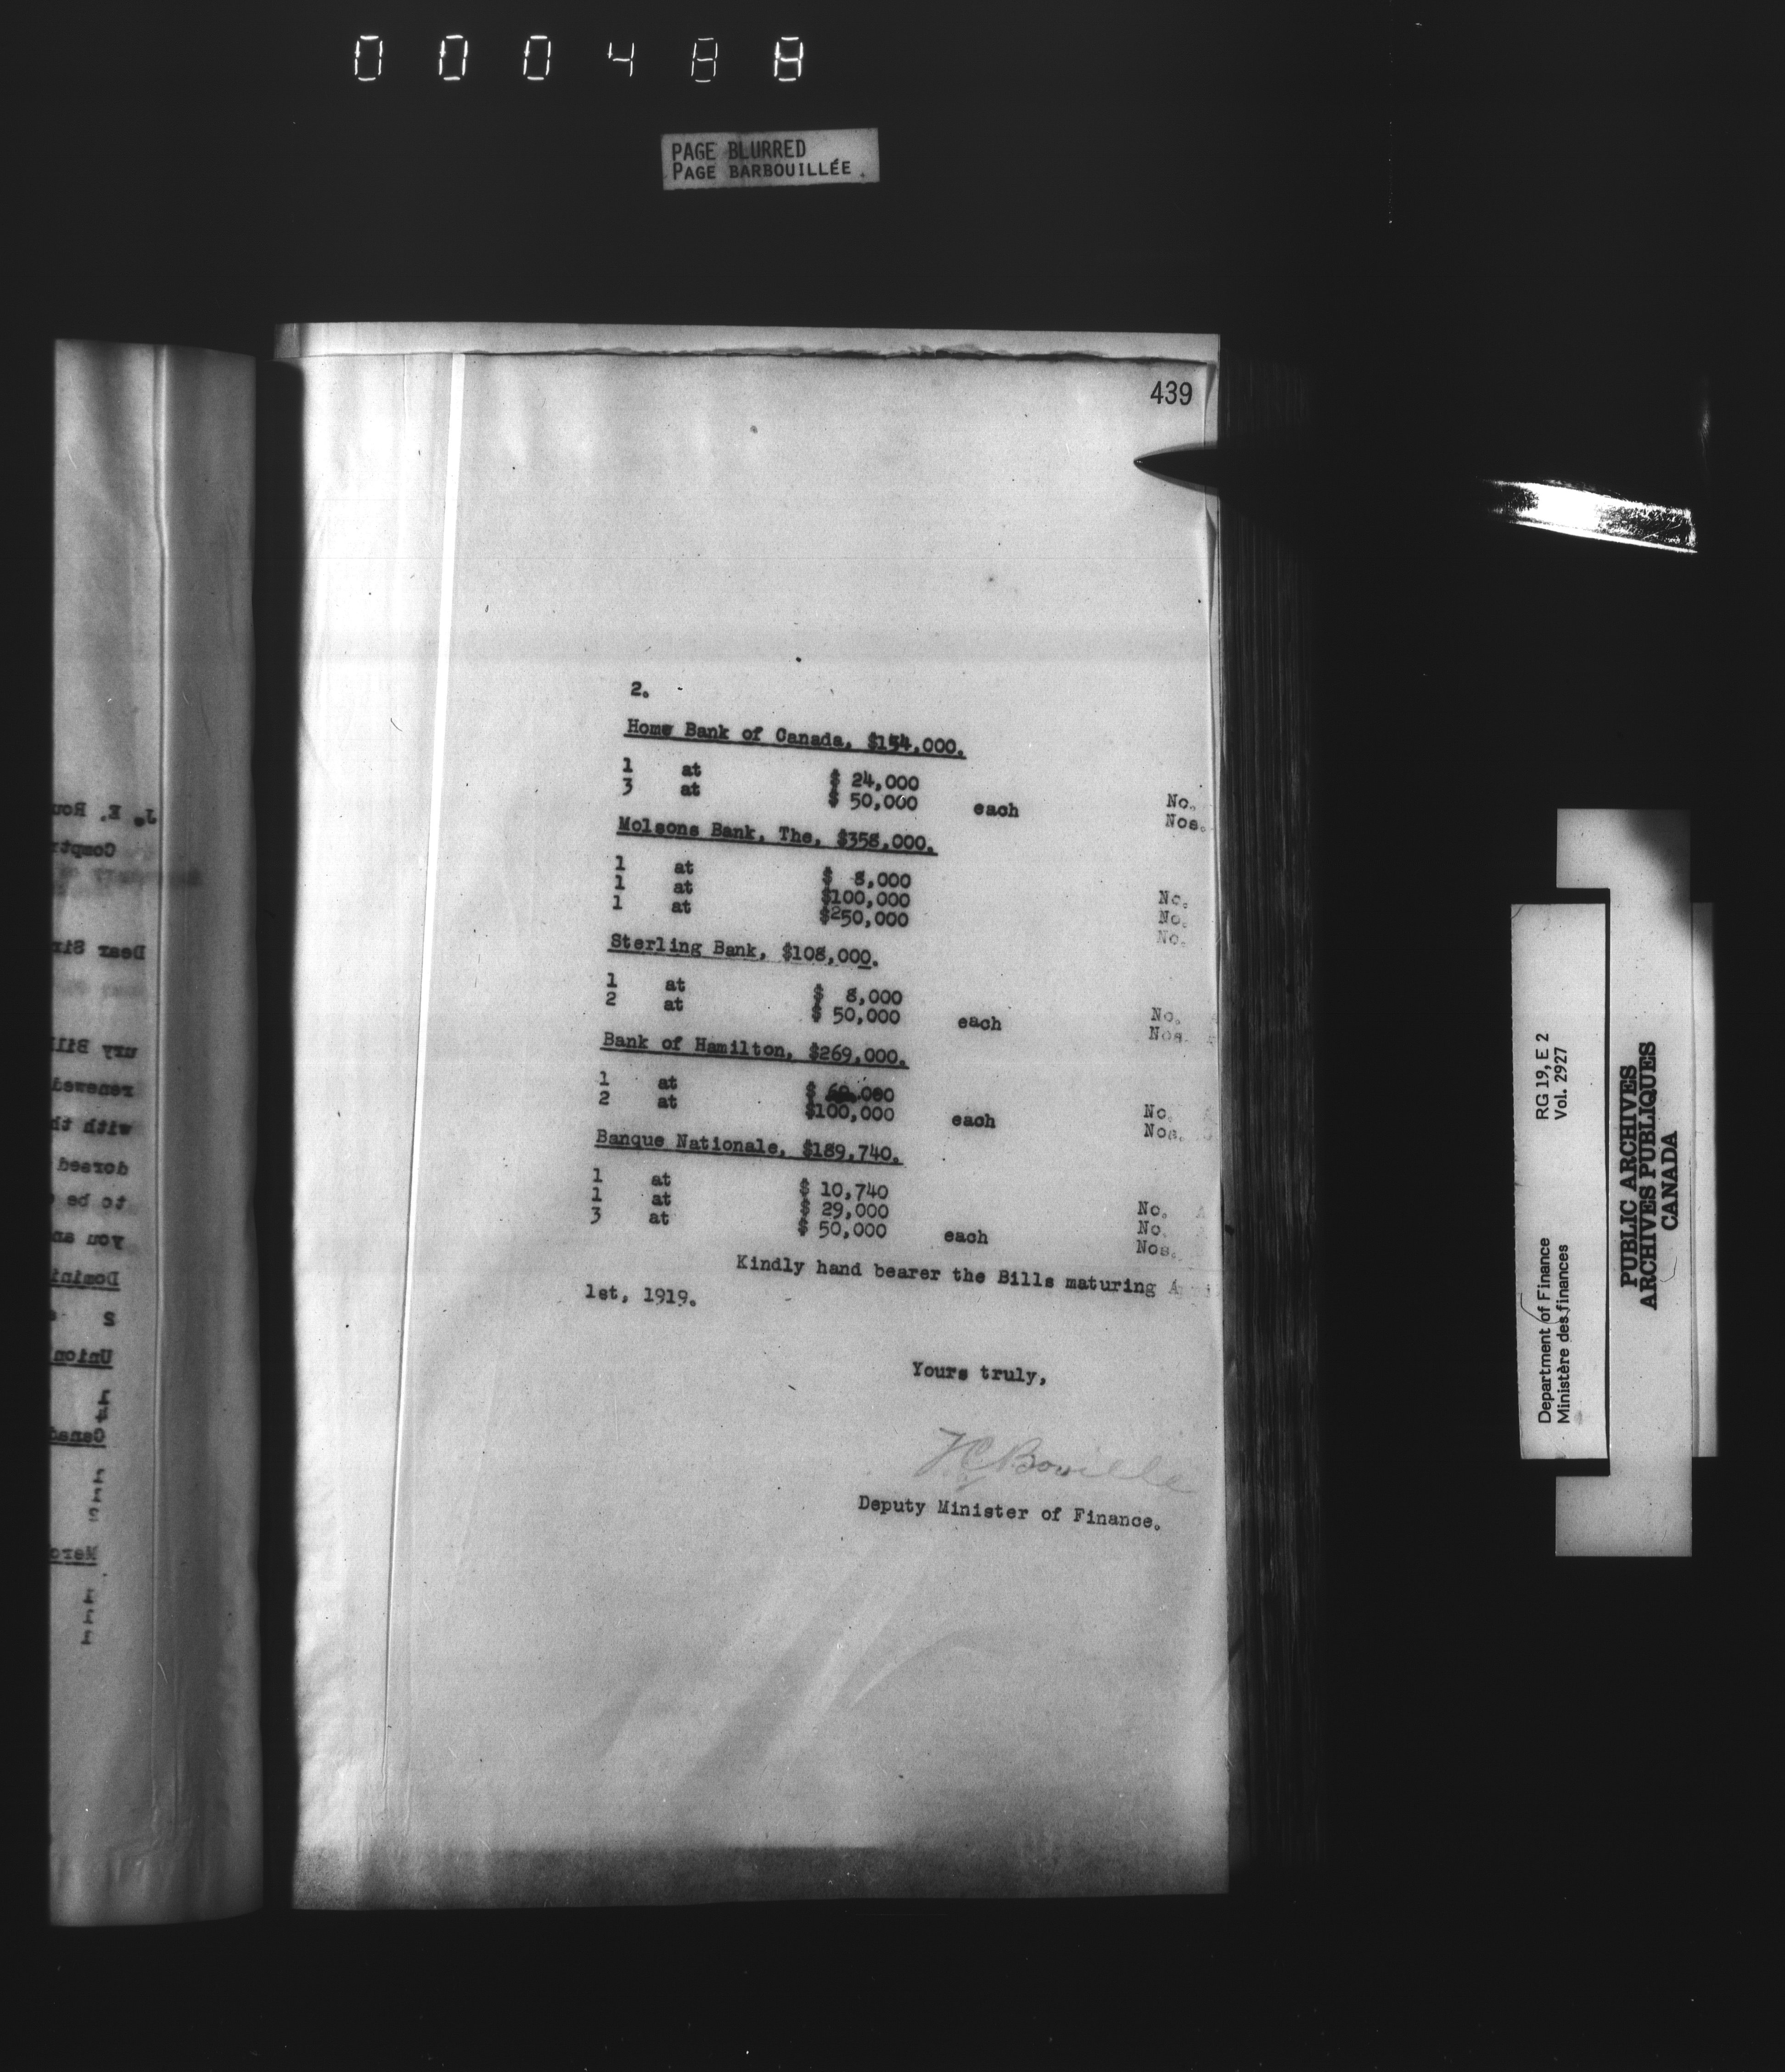 000488
PAGE BLURRED
PAGE BARBOUILLÉE
439
2.
Home Bank of Canada, $154,000.
1 at $ 24,000 No.
3 at $ 50,000 each Nos.
Molsons Bank, The, $358,000.
1 at $ 8,000 No.
1 at $100,000 No.
1 at $250,000 No.
Sterling Bank, $108,000.
1 at $ 8,000 No.
2 at $ 50,000 each Nos.
Bank of Hamilton, $269,000.
1 at $ ,000 No.
2 at $100,000 each Nos.
Banque Nationale, $189,740.
1 at $ 10,740 No.
1 at $ 29,000 No.
3 at $ 50,000 each Nos.
Kindly hand bearer the Bills maturing A
1st, 1919.
Yours truly,
TCBoville
Deputy Minister of Finance.
Department of Finance RG 19, E 2
Ministère des finances Vol. 2927
PUBLIC ARCHIVES
ARCHIVES PUBLIQUES
CANADA